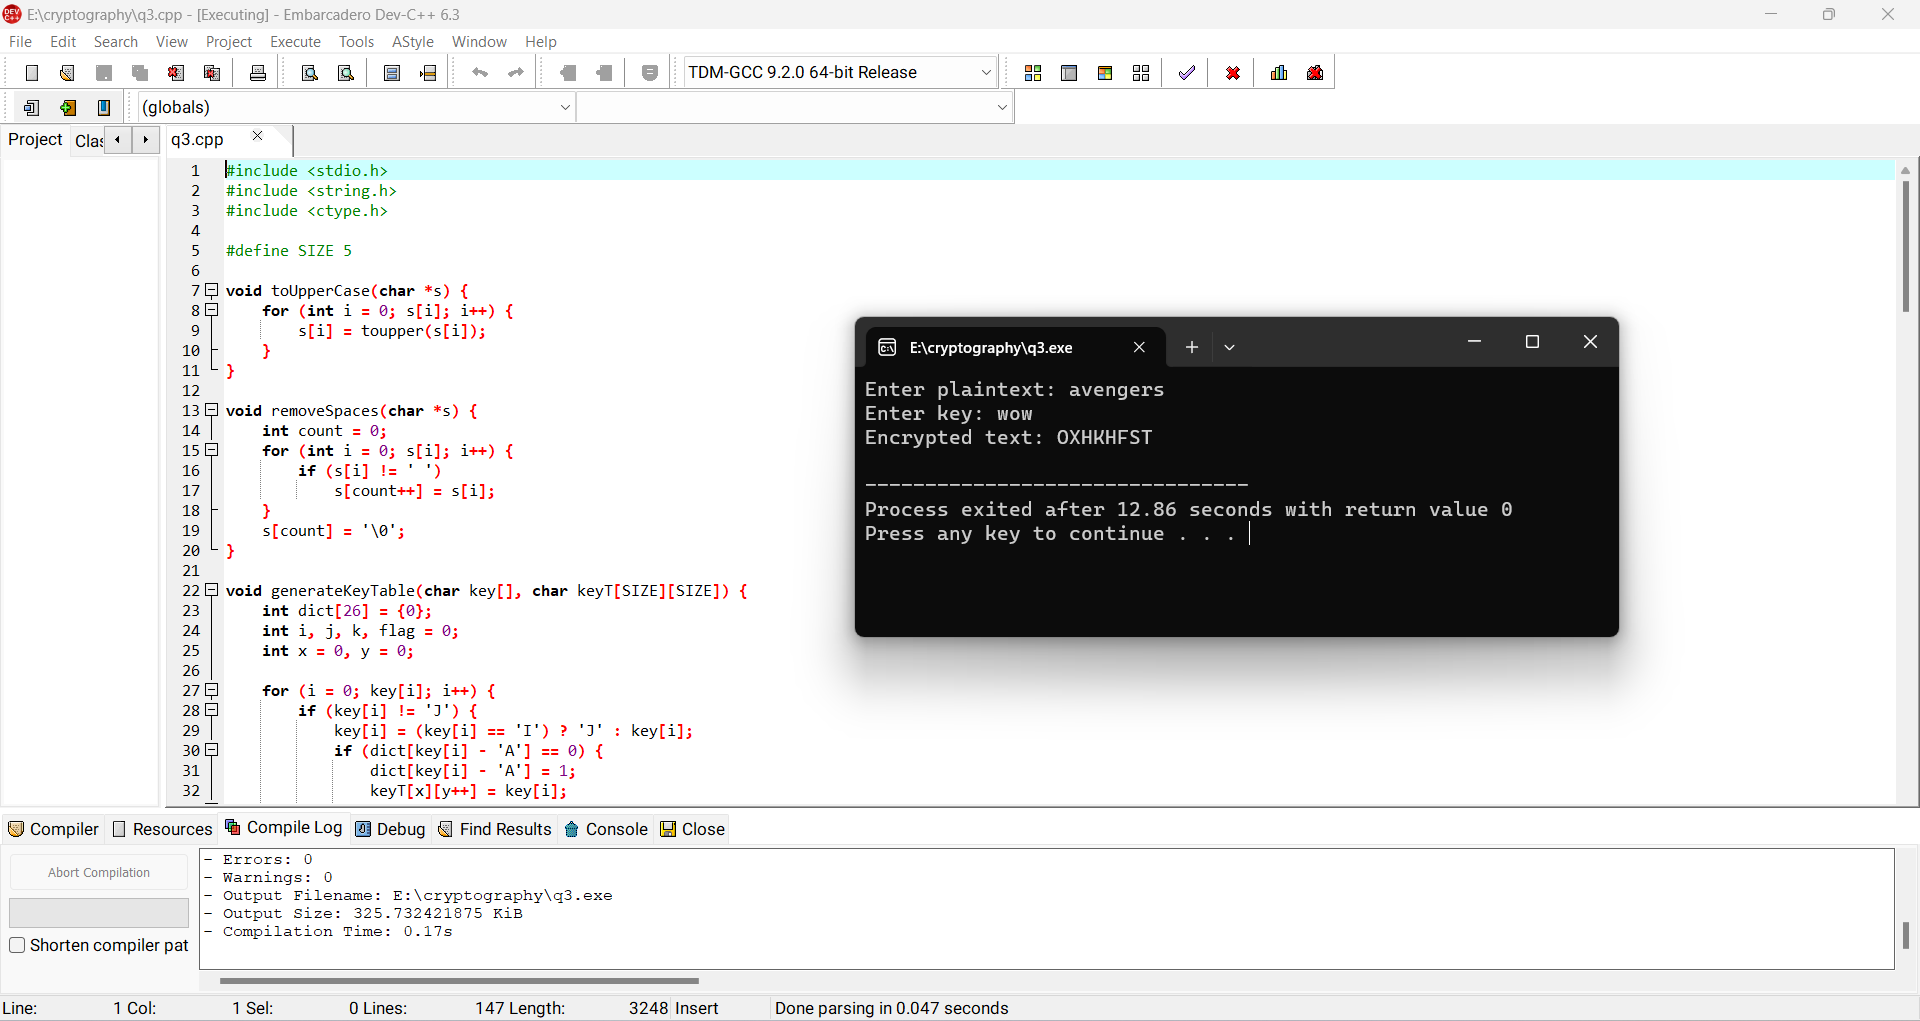 E:\cryptography\q3.cpp - [Executing] - Embarcadero Dev-C++ 6.3
File Edit Search View Project Execute Tools AStyle Window Help
TDM-GCC 9.2.0 64-bit Release
(globals)
Project Clas
q3.cpp
1 #include <stdio.h>
2 #include <string.h>
3 #include <ctype.h>
4
5 #define SIZE 5
6
7 void toUpperCase(char *s) {
8 for (int i = 0; s[i]; i++) {
9 s[i] = toupper(s[i]);
10 }
11 }
12
13 void removeSpaces(char *s) {
14 int count = 0;
15 for (int i = 0; s[i]; i++) {
16 if (s[i] != ' ')
17 s[count++] = s[i];
18 }
19 s[count] = '\0';
20 }
21
22 void generateKeyTable(char key[], char keyT[SIZE][SIZE]) {
23 int dict[26] = {0};
24 int i, j, k, flag = 0;
25 int x = 0, y = 0;
26
27 for (i = 0; key[i]; i++) {
28 if (key[i] != 'J') {
29 key[i] = (key[i] == 'I') ? 'J' : key[i];
30 if (dict[key[i] - 'A'] == 0) {
31 dict[key[i] - 'A'] = 1;
32 keyT[x][y++] = key[i];
E:\cryptography\q3.exe
Enter plaintext: avengers
Enter key: wow
Encrypted text: OXHKHFST
--------------------------------
Process exited after 12.86 seconds with return value 0
Press any key to continue . . .
Compiler Resources Compile Log Debug Find Results Console Close
Abort Compilation
Shorten compiler pat
- Errors: 0
- Warnings: 0
- Output Filename: E:\cryptography\q3.exe
- Output Size: 325.732421875 KiB
- Compilation Time: 0.17s
Line: 1 Col: 1 Sel: 0 Lines: 147 Length: 3248 Insert Done parsing in 0.047 seconds